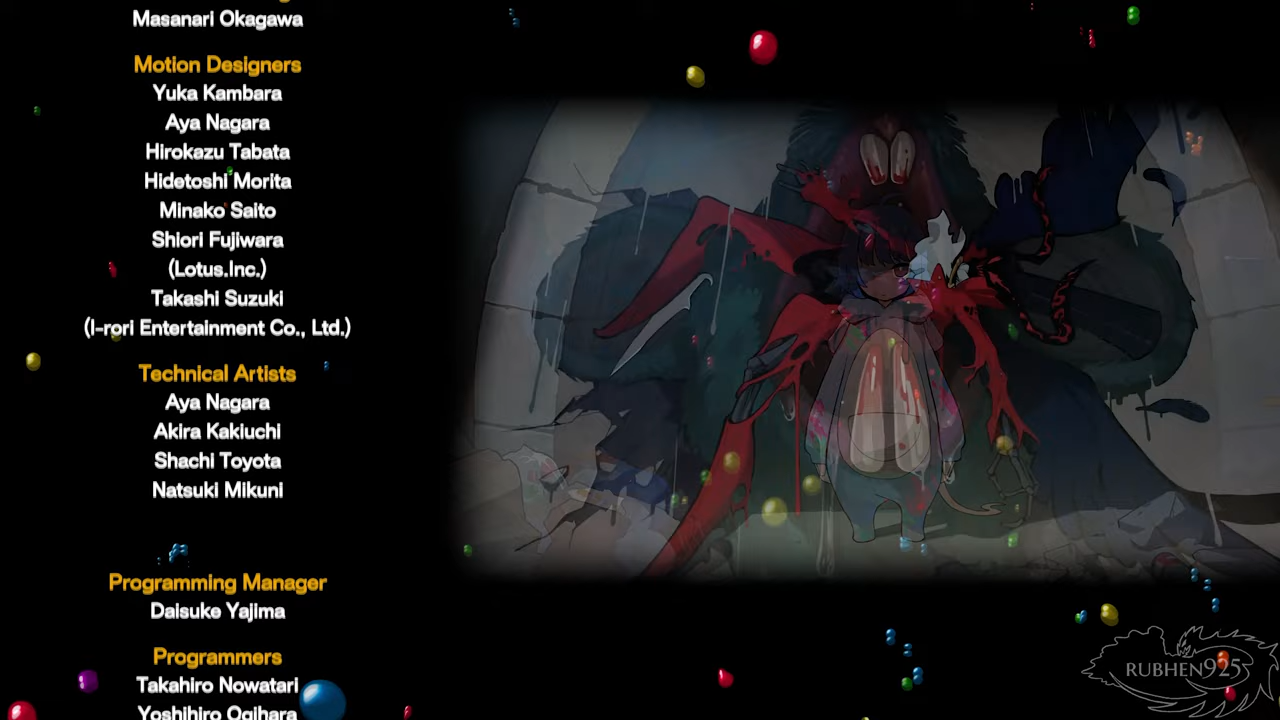 Masanari Okagawa
Motion Designers
Yuka Kambara
Aya Nagara
Hirokazu Tabata
Hidetoshi Morita
Minako Saito
Shiori Fujiwara
(Lotus.Inc.)
Takashi Suzuki
(I-rori Entertainment Co., Ltd.)
Technical Artists
Aya Nagara
Akira Kakiuchi
Shachi Toyota
Natsuki Mikuni
Programming Manager
Daisuke Yajima
Programmers
Takahiro Nowatari
Yoshihiro Ogihara
RUBHEN925